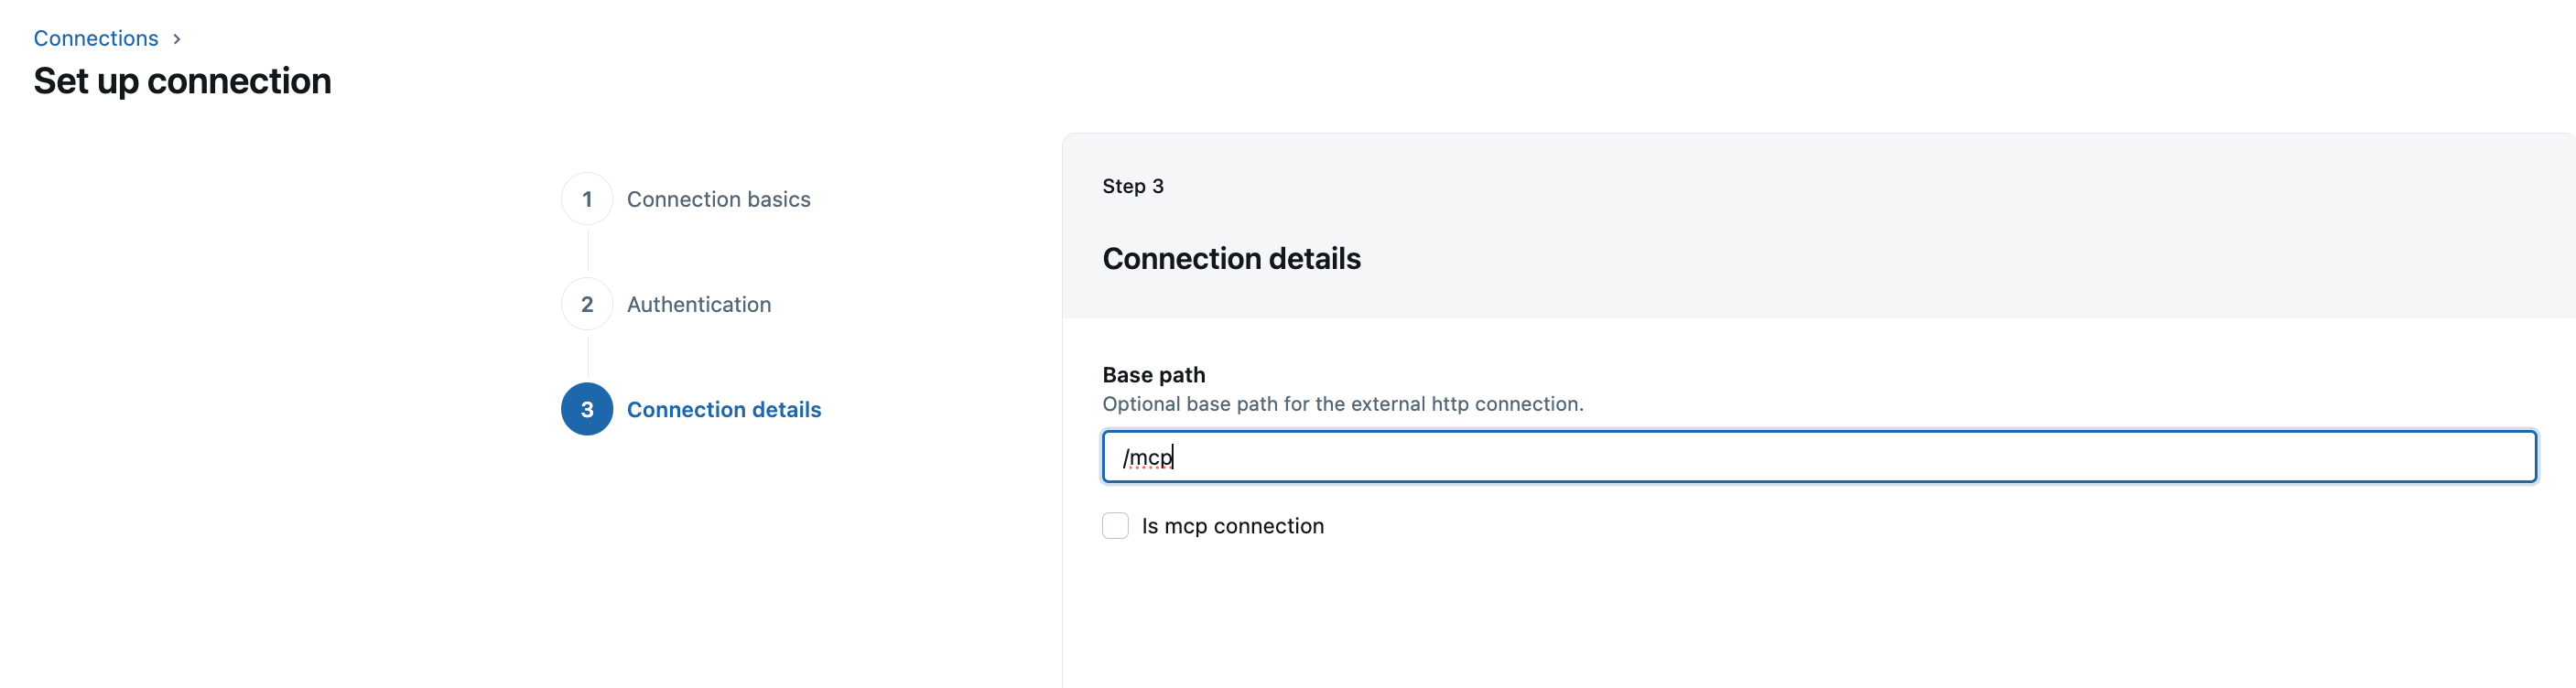 Connections >
Set up connection
1 Connection basics
2 Authentication
3 Connection details
Step 3
Connection details
Base path
Optional base path for the external http connection.
/mcp
Is mcp connection